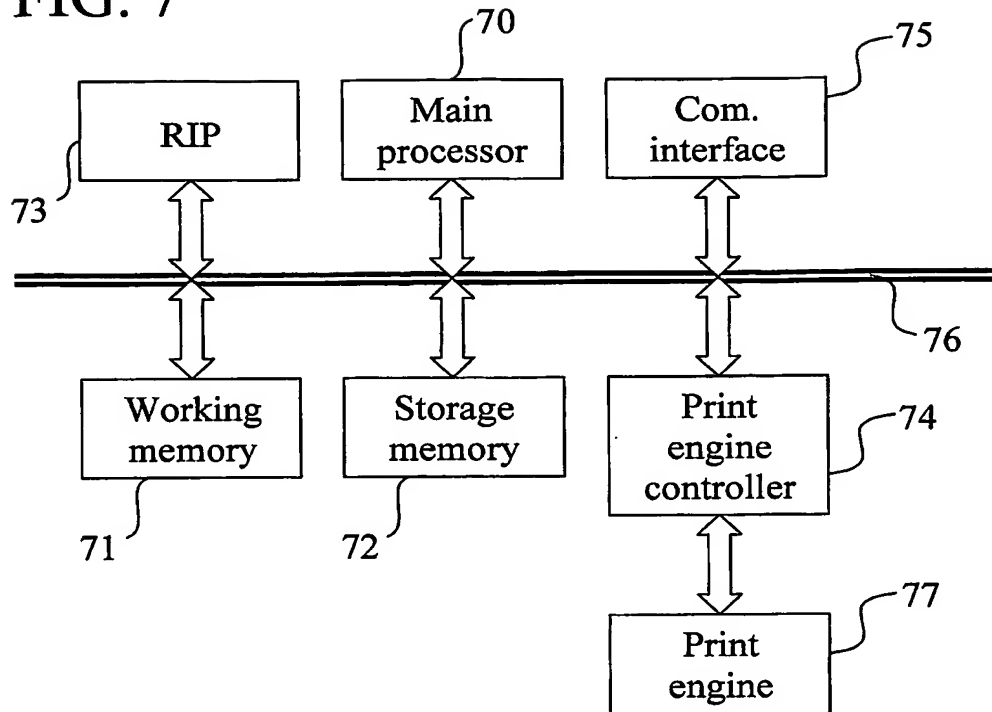 FIG. 7
70
75
RIP
Main
processor
Com.
interface
73
76
Working
memory
Storage
memory
Print
engine
controller
74
71
72
77
Print
engine